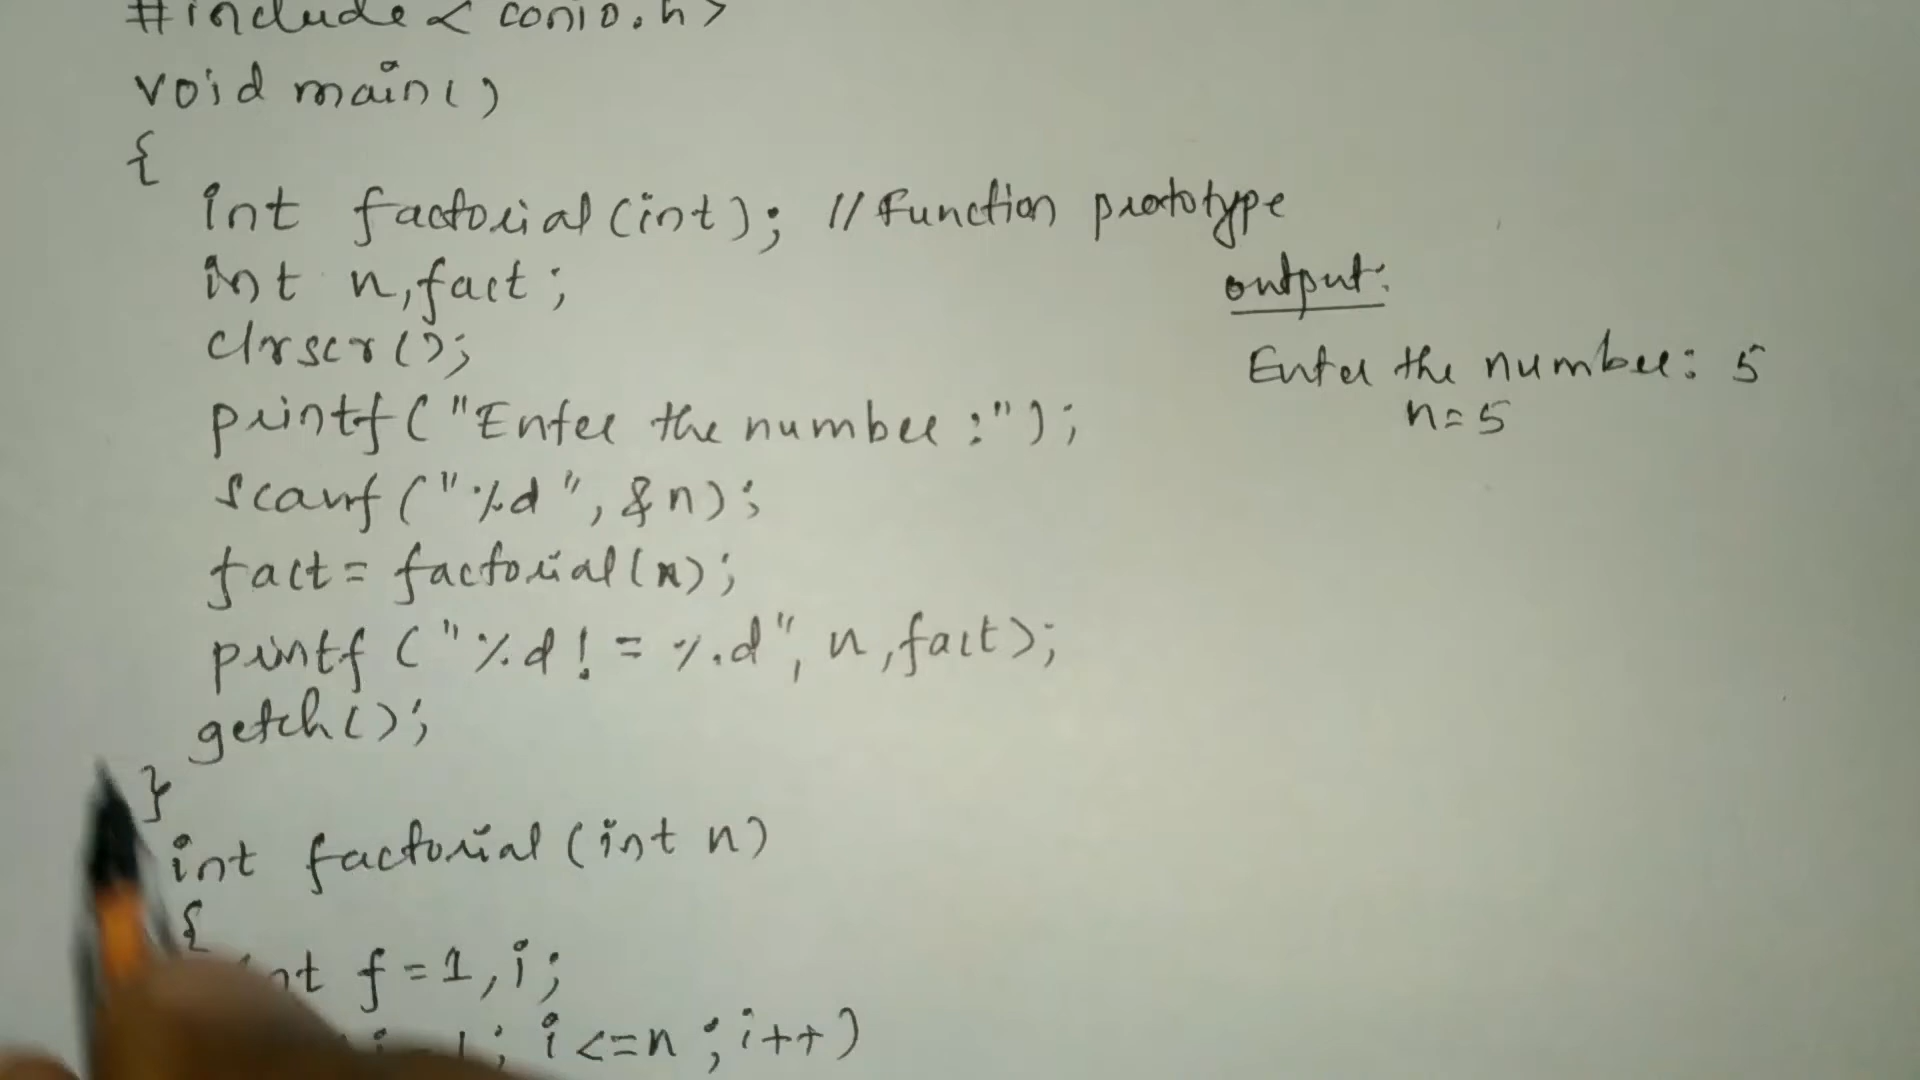 #include < conio.h >
void main()
{
int factorial (int); // Function prototype
int n, fact;
clrscr();
printf("Enter the number :");
scanf("%d", &n);
fact = factorial(n);
printf ("%d! = %d", n, fact);
getch();
}
int factorial (int n)
{
f=1, i;
i<=n ; i++)
output:
Enter the number: 5
n=5